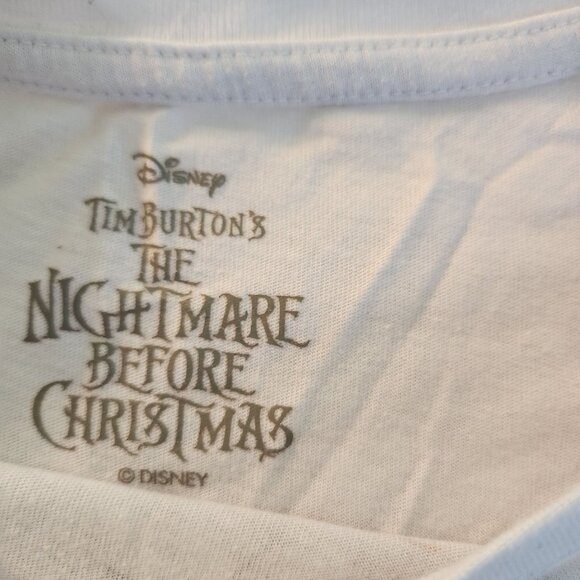 Disney
Tim Burton's
The
Nightmare
Before
Christmas
© DISNEY